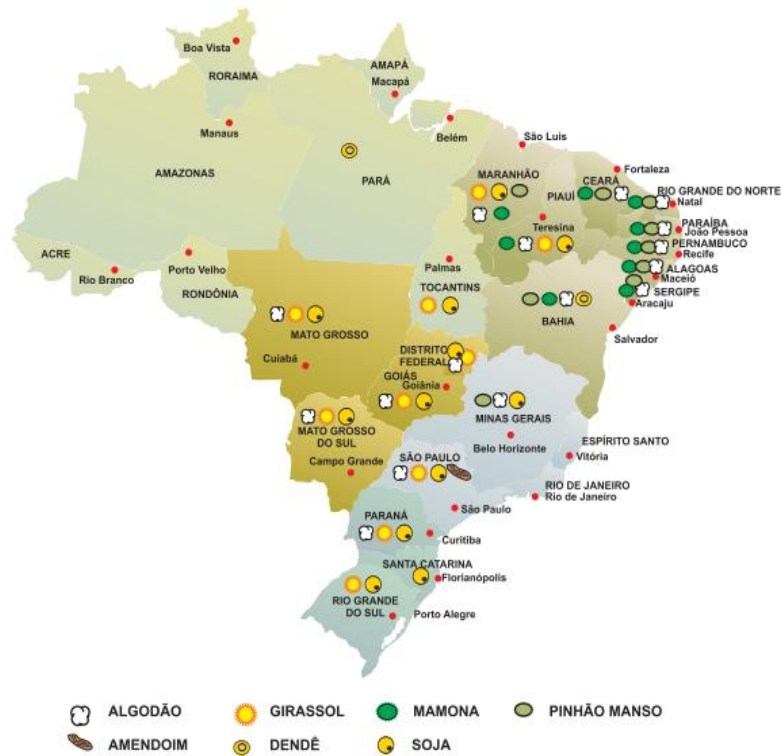 Boa Vista
RORAIMA
AMAPÁ
Macapá
Manaus
Belém
São Luis
AMAZONAS
PARÁ
MARANHÃO
Fortaleza
CEARÁ
PIAUÍ
RIO GRANDE DO NORTE
Natal
Teresina
PARAÍBA
João Pessoa
PERNAMBUCO
Recife
ALAGOAS
Maceió
SERGIPE
Aracaju
ACRE
Rio Branco
Porto Velho
RONDÔNIA
Palmas
TOCANTINS
BAHIA
Salvador
MATO GROSSO
Cuiabá
DISTRITO
FEDERAL
GOIÁS
Goiânia
MINAS GERAIS
Belo Horizonte
ESPÍRITO SANTO
Vitória
MATO GROSSO
DO SUL
Campo Grande
SÃO PAULO
São Paulo
RIO DE JANEIRO
Rio de Janeiro
PARANÁ
Curitiba
SANTA CATARINA
Florianópolis
RIO GRANDE
DO SUL
Porto Alegre
ALGODÃO GIRASSOL MAMONA PINHÃO MANSO
AMENDOIM DENDÊ SOJA